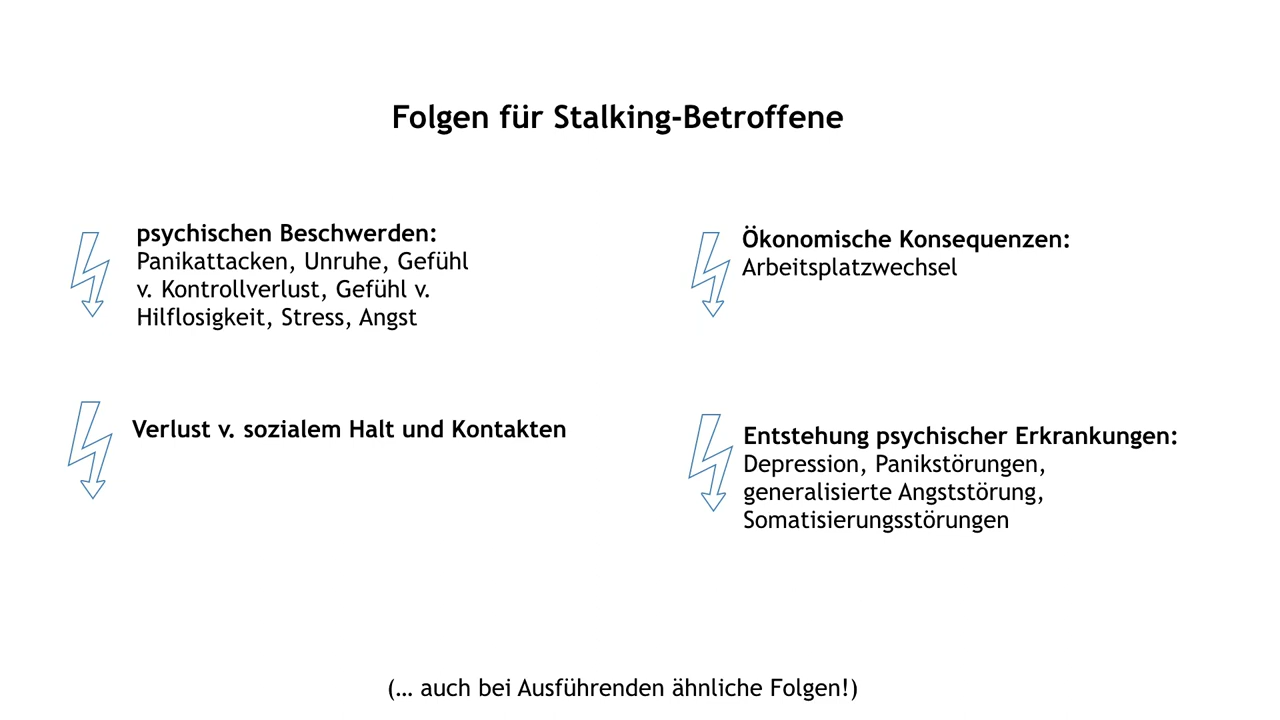 Folgen für Stalking-Betroffene
psychischen Beschwerden:
Panikattacken, Unruhe, Gefühl
v. Kontrollverlust, Gefühl v.
Hilflosigkeit, Stress, Angst
Ökonomische Konsequenzen:
Arbeitsplatzwechsel
Verlust v. sozialem Halt und Kontakten
Entstehung psychischer Erkrankungen:
Depression, Panikstörungen,
generalisierte Angststörung,
Somatisierungsstörungen
(… auch bei Ausführenden ähnliche Folgen!)